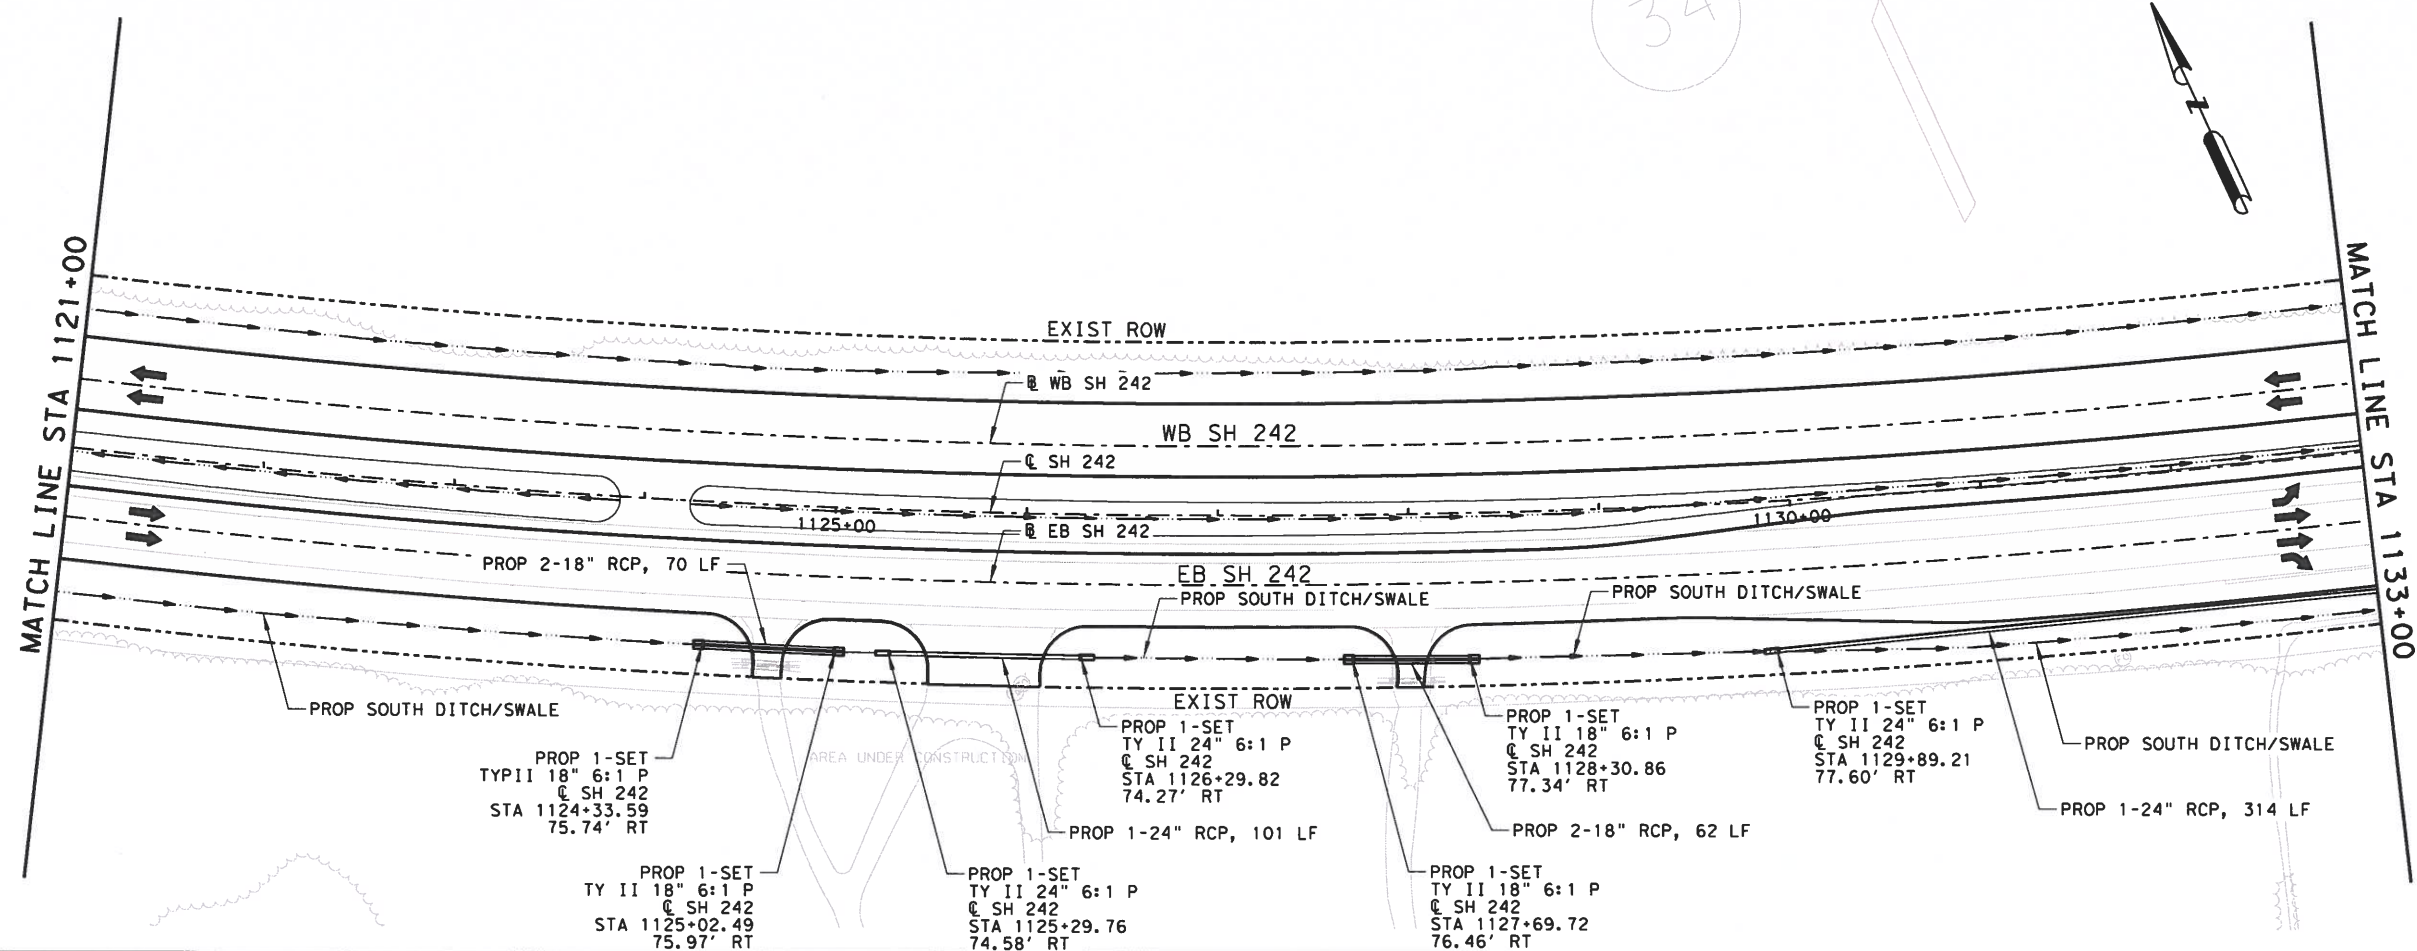 34
N
MATCH LINE STA 1121+00
MATCH LINE STA 1133+00
EXIST ROW
℄ WB SH 242
WB SH 242
℄ SH 242
1125+00
1130+00
℄ EB SH 242
PROP 2-18" RCP, 70 LF
EB SH 242
PROP SOUTH DITCH/SWALE
PROP SOUTH DITCH/SWALE
PROP SOUTH DITCH/SWALE
EXIST ROW
PROP 1-SET
TYPII 18" 6:1 P
℄ SH 242
STA 1124+33.59
75.74' RT
AREA UNDER CONSTRUCTION
PROP 1-SET
TY II 24" 6:1 P
℄ SH 242
STA 1126+29.82
74.27' RT
PROP 1-SET
TY II 18" 6:1 P
℄ SH 242
STA 1128+30.86
77.34' RT
PROP 1-SET
TY II 24" 6:1 P
℄ SH 242
STA 1129+89.21
77.60' RT
PROP SOUTH DITCH/SWALE
PROP 1-24" RCP, 101 LF
PROP 2-18" RCP, 62 LF
PROP 1-24" RCP, 314 LF
PROP 1-SET
TY II 18" 6:1 P
℄ SH 242
STA 1125+02.49
75.97' RT
PROP 1-SET
TY II 24" 6:1 P
℄ SH 242
STA 1125+29.76
74.58' RT
PROP 1-SET
TY II 18" 6:1 P
℄ SH 242
STA 1127+69.72
76.46' RT